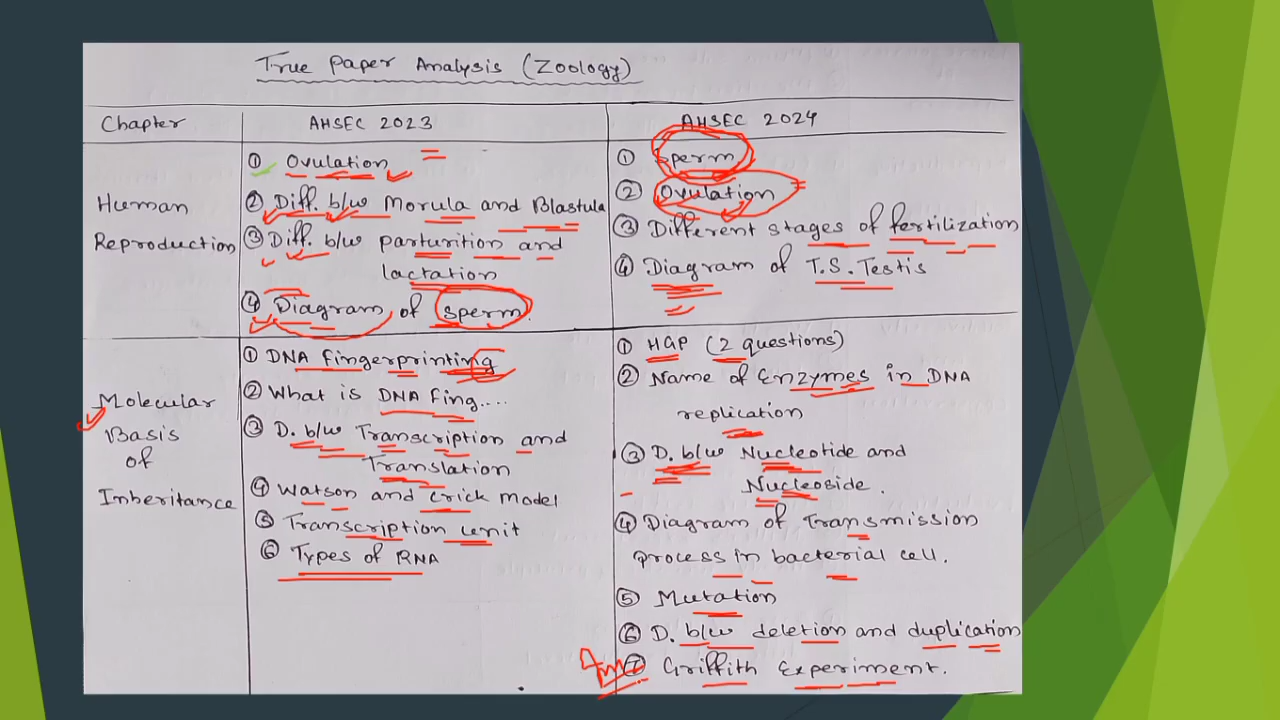 True Paper Analysis (Zoology)
Chapter
AHSEC 2023
AHSEC 2024
Human
Reproduction
① Ovulation
② Diff. b/w Morula and Blastula
③ Diff. b/w parturition and
lactation
④ Diagram of sperm.
① Sperm
② Ovulation
③ Different stages of fertilization
④ Diagram of T.S. Testis
Molecular
Basis
of
Inheritance
① DNA fingerprinting
② What is DNA fing....
③ D. b/w Transcription and
Translation
④ Watson and Crick model
⑤ Transcription unit
⑥ Types of RNA
① HGP (2 questions)
② Name of Enzymes in DNA
replication
③ D. b/w Nucleotide and
Nucleoside.
④ Diagram of Transmission
process in bacterial cell.
⑤ Mutation
⑥ D. b/w deletion and duplication
⑦ Griffith Experiment.